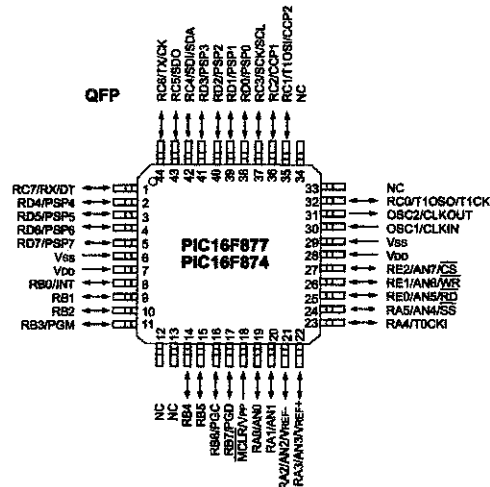 QFP
RC6/TX/CK
RC5/SDO
RC4/SDI/SDA
RD3/PSP3
RD2/PSP2
RD1/PSP1
RD0/PSP0
RC3/SCK/SCL
RC2/CCP1
RC1/T1OSI/CCP2
NC
44
43
42
41
40
39
38
37
36
35
34
RC7/RX/DT 1
RD4/PSP4 2
RD5/PSP5 3
RD6/PSP6 4
RD7/PSP7 5
VSS 6
VDD 7
RB0/INT 8
RB1 9
RB2 10
RB3/PGM 11
PIC16F877
PIC16F874
33 NC
32 RC0/T1OSO/T1CK
31 OSC2/CLKOUT
30 OSC1/CLKIN
29 VSS
28 VDD
27 RE2/AN7/CS
26 RE1/AN6/WR
25 RE0/AN5/RD
24 RA5/AN4/SS
23 RA4/T0CKI
12
13
14
15
16
17
18
19
20
21
22
NC
NC
RB4
RB5
RB6/PGC
RB7/PGD
MCLR/VPP
RA0/AN0
RA1/AN1
RA2/AN2/VREF-
RA3/AN3/VREF+